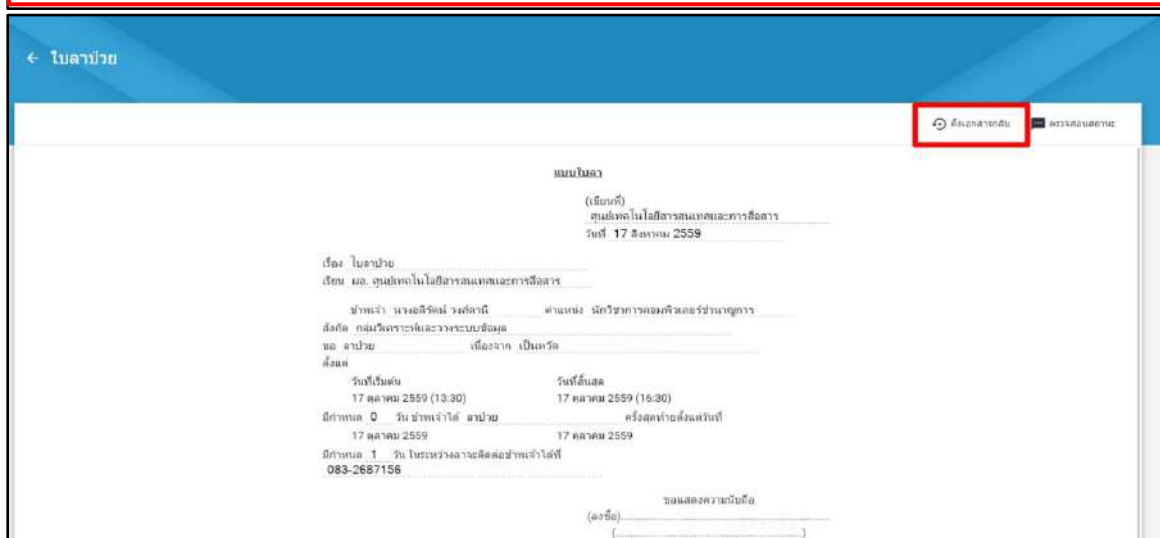 ← ใบลาป่วย
ดึงเอกสารกลับ ตรวจสอบสถานะ
แบบใบลา
(เขียนที่)
ศูนย์เทคโนโลยีสารสนเทศและการสื่อสาร
วันที่ 17 สิงหาคม 2559
เรื่อง ใบลาป่วย
เรียน ผอ. ศูนย์เทคโนโลยีสารสนเทศและการสื่อสาร
ข้าพเจ้า ตำแหน่ง นักวิชาการคอมพิวเตอร์ชำนาญการ
สังกัด กลุ่มวิเคราะห์และวางระบบข้อมูล
ขอ ลาป่วย เนื่องจาก เป็นหวัด
ตั้งแต่
วันที่เริ่มต้น วันที่สิ้นสุด
17 ตุลาคม 2559 (13:30) 17 ตุลาคม 2559 (16:30)
มีกำหนด 0 วัน ข้าพเจ้าได้ ลาป่วย ครั้งสุดท้ายตั้งแต่วันที่
17 ตุลาคม 2559 17 ตุลาคม 2559
มีกำหนด 1 วัน ในระหว่างลาจะติดต่อข้าพเจ้าได้ที่
083-2687156
ขอแสดงความนับถือ
(ลงชื่อ)
(....................)